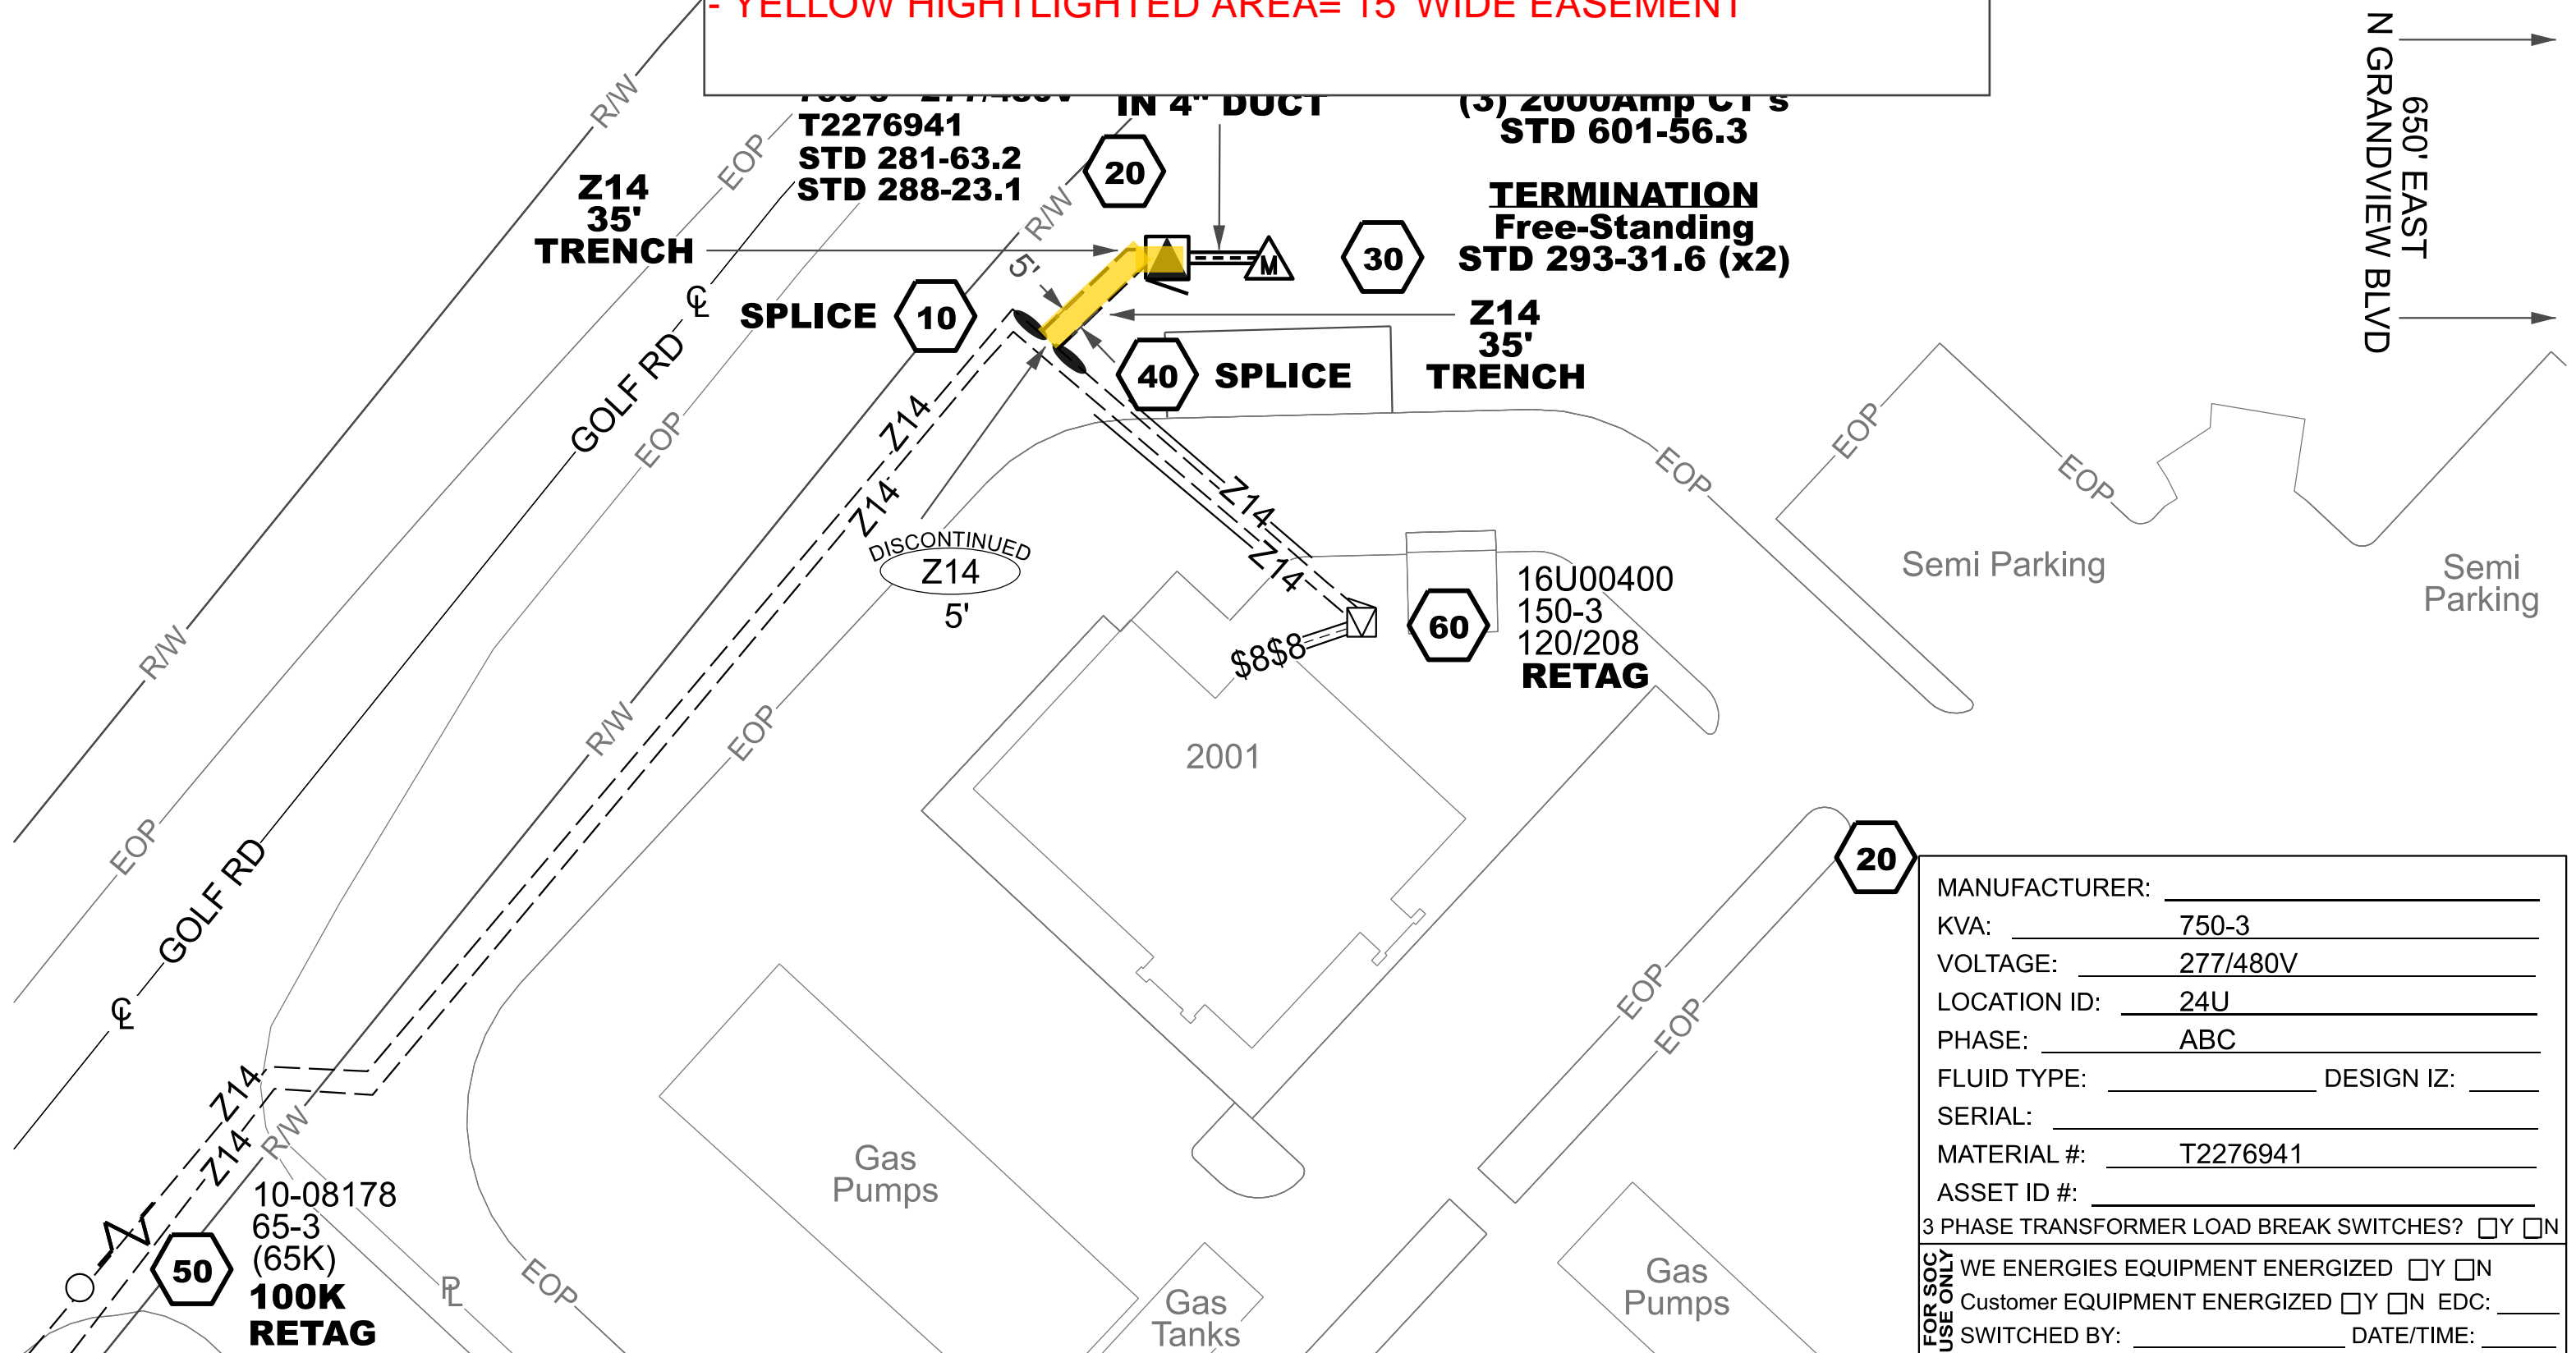 - YELLOW HIGHTLIGHTED AREA= 15' WIDE EASEMENT
IN 4" DUCT
(3) 2000Amp CT's
STD 601-56.3
T2276941
STD 281-63.2
STD 288-23.1
20
Z14
35'
TRENCH
TERMINATION
Free-Standing
STD 293-31.6 (x2)
30
M
5'
SPLICE
10
Z14
35'
TRENCH
40
SPLICE
N GRANDVIEW BLVD
650' EAST
R/W
EOP
R/W
℄
GOLF RD
EOP
Z14
Z14
DISCONTINUED
Z14
5'
Z14
Z14
EOP
EOP
EOP
Semi Parking
Semi
Parking
$8$8
60
16U00400
150-3
120/208
RETAG
R/W
R/W
EOP
2001
EOP
GOLF RD
℄
EOP
EOP
Z14
Z14
R/W
10-08178
65-3
(65K)
100K
RETAG
50
N
PL
EOP
Gas
Pumps
Gas
Tanks
Gas
Pumps
20
MANUFACTURER:
KVA: 750-3
VOLTAGE: 277/480V
LOCATION ID: 24U
PHASE: ABC
FLUID TYPE: DESIGN IZ:
SERIAL:
MATERIAL #: T2276941
ASSET ID #:
3 PHASE TRANSFORMER LOAD BREAK SWITCHES? ☐Y ☐N
FOR SOC
USE ONLY
WE ENERGIES EQUIPMENT ENERGIZED ☐Y ☐N
Customer EQUIPMENT ENERGIZED ☐Y ☐N EDC:
SWITCHED BY: DATE/TIME: